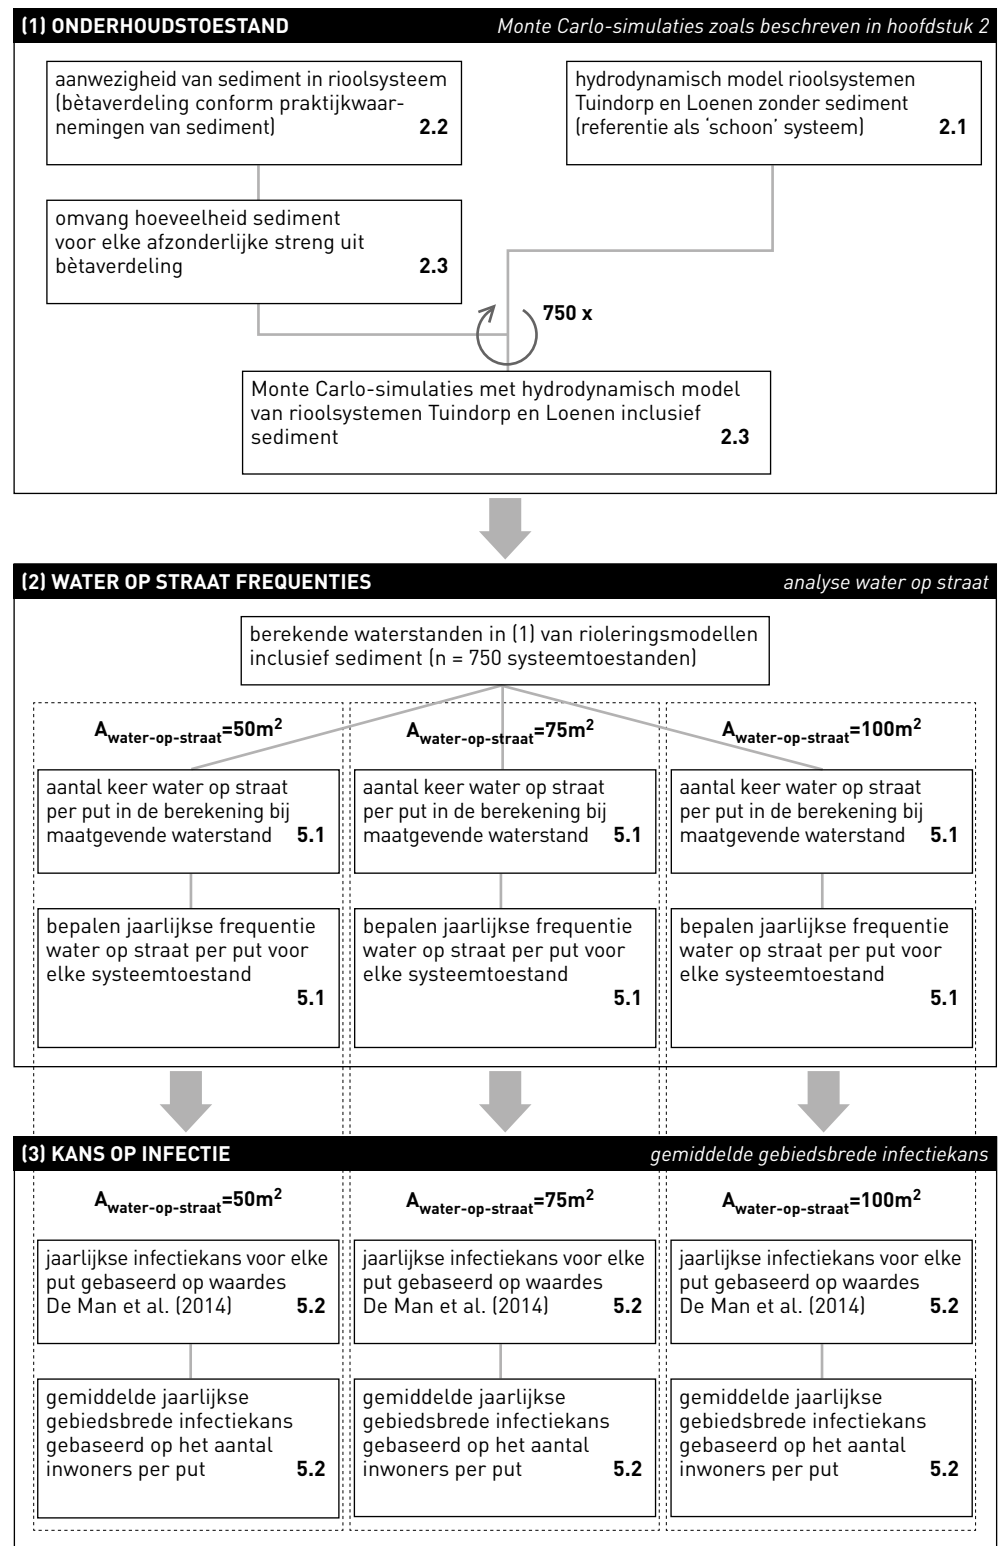 (1) ONDERHOUDSTOESTAND Monte Carlo-simulaties zoals beschreven in hoofdstuk 2
aanwezigheid van sediment in rioolsysteem
(bètaverdeling conform praktijkwaar-
nemingen van sediment) 2.2
hydrodynamisch model rioolsystemen
Tuindorp en Loenen zonder sediment
(referentie als ‘schoon’ systeem) 2.1
omvang hoeveelheid sediment
voor elke afzonderlijke streng uit
bètaverdeling 2.3
750 x
Monte Carlo-simulaties met hydrodynamisch model
van rioolsystemen Tuindorp en Loenen inclusief
sediment 2.3
(2) WATER OP STRAAT FREQUENTIES analyse water op straat
berekende waterstanden in (1) van rioleringsmodellen
inclusief sediment (n = 750 systeemtoestanden)
A water-op-straat=50m2
aantal keer water op straat
per put in de berekening bij
maatgevende waterstand 5.1
bepalen jaarlijkse frequentie
water op straat per put voor
elke systeemtoestand
5.1
A water-op-straat=75m2
aantal keer water op straat
per put in de berekening bij
maatgevende waterstand 5.1
bepalen jaarlijkse frequentie
water op straat per put voor
elke systeemtoestand
5.1
A water-op-straat=100m2
aantal keer water op straat
per put in de berekening bij
maatgevende waterstand 5.1
bepalen jaarlijkse frequentie
water op straat per put voor
elke systeemtoestand
5.1
(3) KANS OP INFECTIE gemiddelde gebiedsbrede infectiekans
A water-op-straat=50m2
jaarlijkse infectiekans voor elke
put gebaseerd op waardes
De Man et al. (2014) 5.2
gemiddelde jaarlijkse
gebiedsbrede infectiekans
gebaseerd op het aantal
inwoners per put 5.2
A water-op-straat=75m2
jaarlijkse infectiekans voor elke
put gebaseerd op waardes
De Man et al. (2014) 5.2
gemiddelde jaarlijkse
gebiedsbrede infectiekans
gebaseerd op het aantal
inwoners per put 5.2
A water-op-straat=100m2
jaarlijkse infectiekans voor elke
put gebaseerd op waardes
De Man et al. (2014) 5.2
gemiddelde jaarlijkse
gebiedsbrede infectiekans
gebaseerd op het aantal
inwoners per put 5.2